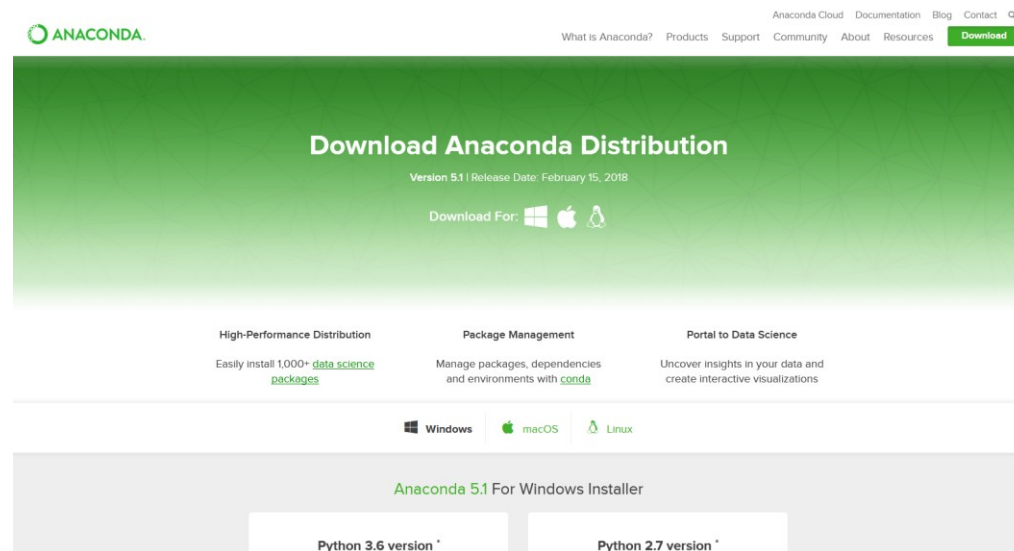 Anaconda Cloud Documentation Blog Contact
ANACONDA.
What is Anaconda? Products Support Community About Resources Download
Download Anaconda Distribution
Version 5.1 | Release Date: February 15, 2018
Download For:
High-Performance Distribution
Easily install 1,000+ data science
packages
Package Management
Manage packages, dependencies
and environments with conda
Portal to Data Science
Uncover insights in your data and
create interactive visualizations
Windows macOS Linux
Anaconda 5.1 For Windows Installer
Python 3.6 version *
Python 2.7 version *